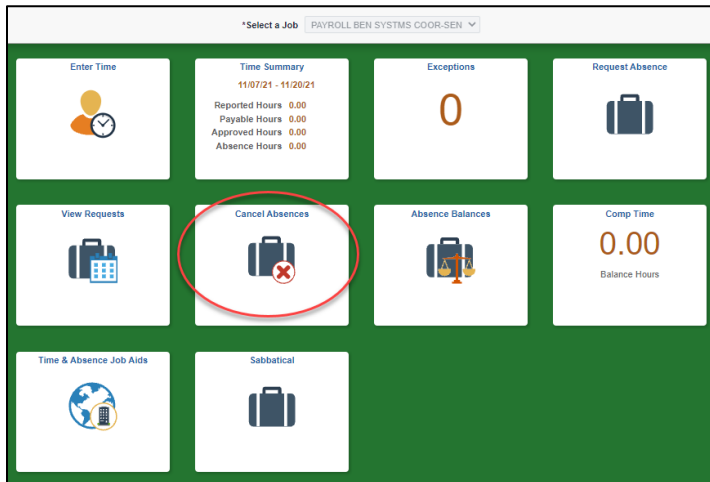 *Select a Job PAYROLL BEN SYSTMS COOR-SEN
Enter Time
Time Summary
11/07/21 - 11/20/21
Reported Hours 0.00
Payable Hours 0.00
Approved Hours 0.00
Absence Hours 0.00
Exceptions
0
Request Absence
View Requests
Cancel Absences
Absence Balances
Comp Time
0.00
Balance Hours
Time & Absence Job Aids
Sabbatical